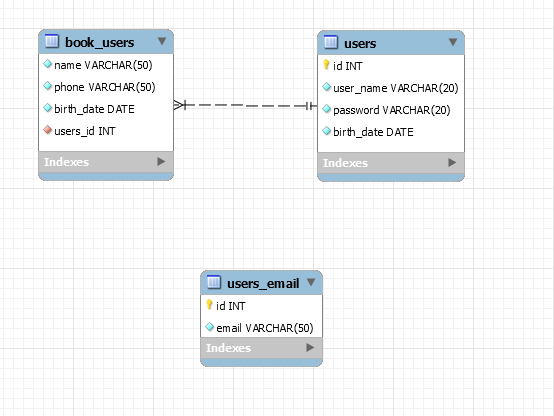 book_users
name VARCHAR(50)
phone VARCHAR(50)
birth_date DATE
users_id INT
Indexes
users
id INT
user_name VARCHAR(20)
password VARCHAR(20)
birth_date DATE
Indexes
users_email
id INT
email VARCHAR(50)
Indexes